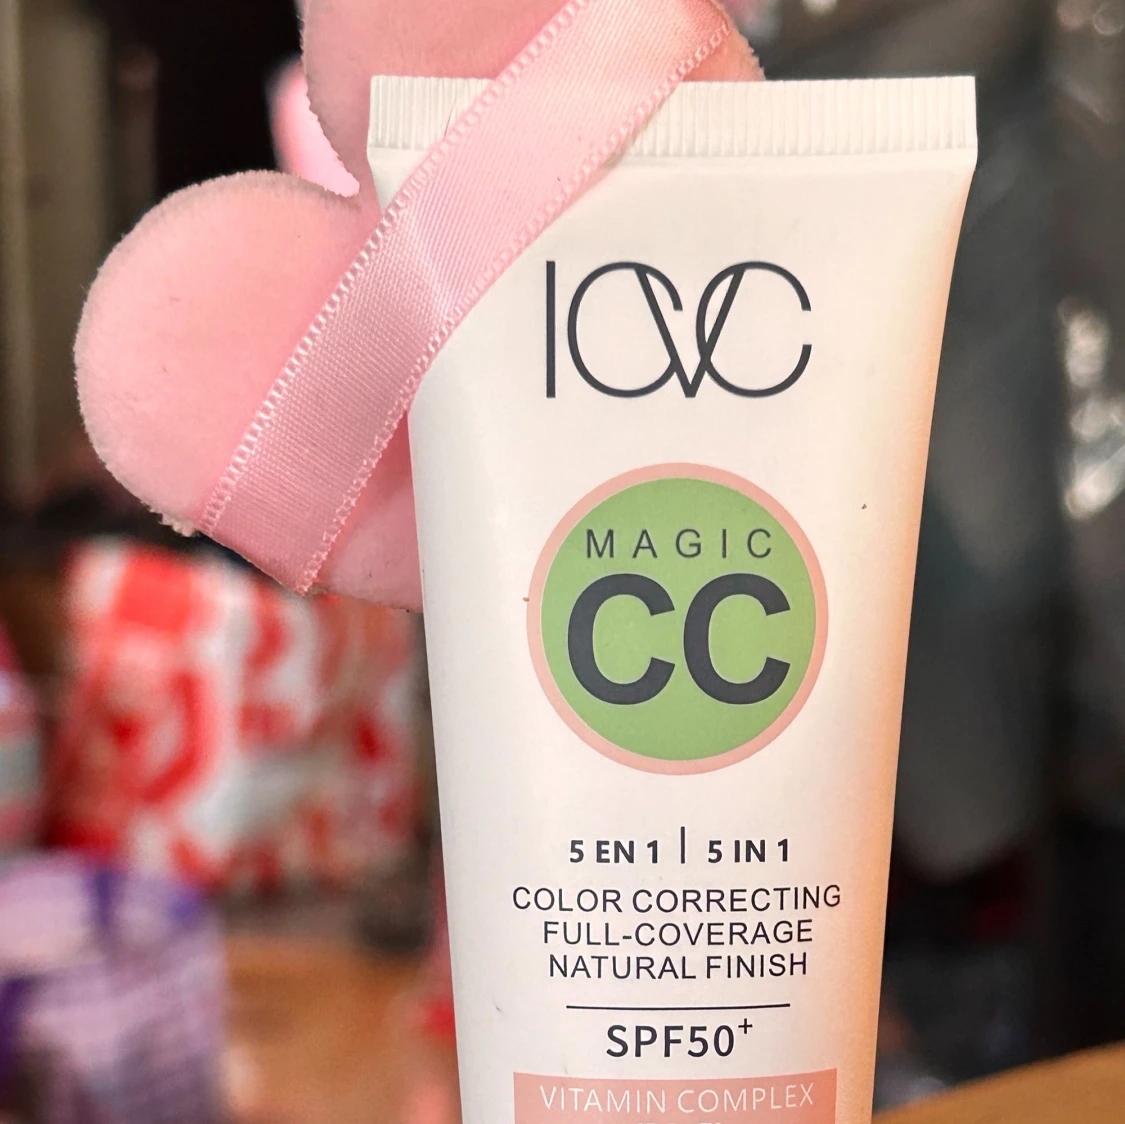 IOVC
MAGIC
CC
5 EN 1 | 5 IN 1
COLOR CORRECTING
FULL-COVERAGE
NATURAL FINISH
SPF50+
VITAMIN COMPLEX